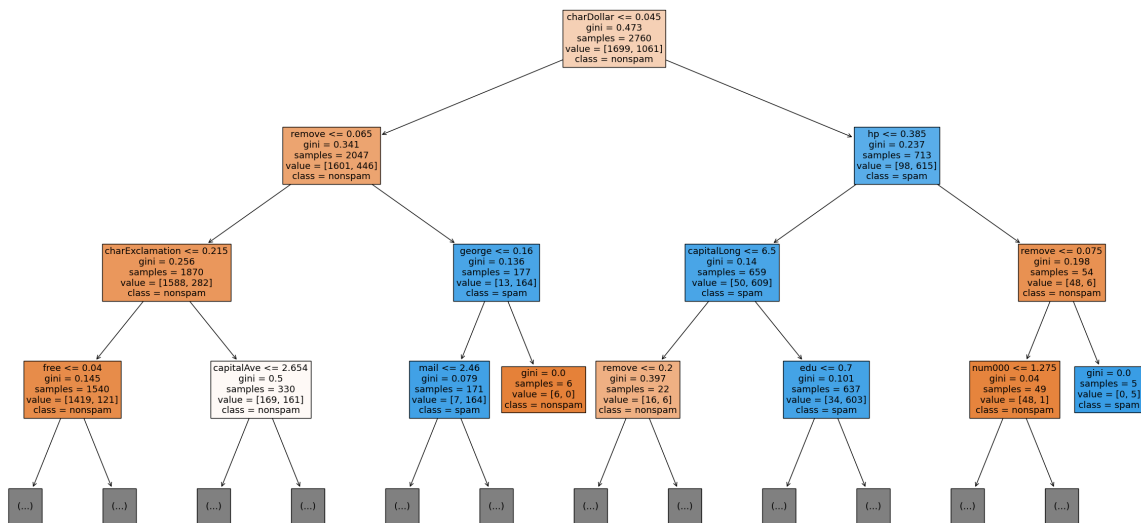 charDollar <= 0.045
gini = 0.473
samples = 2760
value = [1699, 1061]
class = nonspam
remove <= 0.065
gini = 0.341
samples = 2047
value = [1601, 446]
class = nonspam
hp <= 0.385
gini = 0.237
samples = 713
value = [98, 615]
class = spam
charExclamation <= 0.215
gini = 0.256
samples = 1870
value = [1588, 282]
class = nonspam
george <= 0.16
gini = 0.136
samples = 177
value = [13, 164]
class = spam
capitalLong <= 6.5
gini = 0.14
samples = 659
value = [50, 609]
class = spam
remove <= 0.075
gini = 0.198
samples = 54
value = [48, 6]
class = nonspam
free <= 0.04
gini = 0.145
samples = 1540
value = [1419, 121]
class = nonspam
capitalAve <= 2.654
gini = 0.5
samples = 330
value = [169, 161]
class = nonspam
mail <= 2.46
gini = 0.079
samples = 171
value = [7, 164]
class = spam
gini = 0.0
samples = 6
value = [6, 0]
class = nonspam
remove <= 0.2
gini = 0.397
samples = 22
value = [16, 6]
class = nonspam
edu <= 0.7
gini = 0.101
samples = 637
value = [34, 603]
class = spam
num000 <= 1.275
gini = 0.04
samples = 49
value = [48, 1]
class = nonspam
gini = 0.0
samples = 5
value = [0, 5]
class = spam
(...)
(...)
(...)
(...)
(...)
(...)
(...)
(...)
(...)
(...)
(...)
(...)